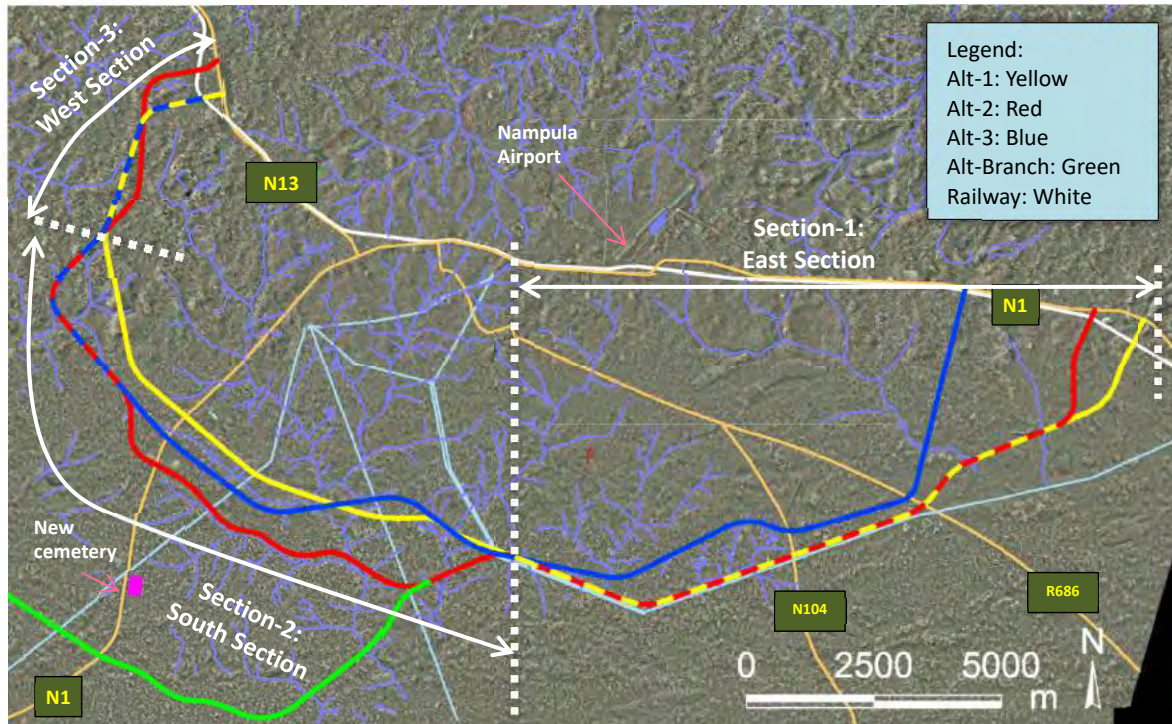 Section-3:
West Section
Legend:
Alt-1: Yellow
Alt-2: Red
Alt-3: Blue
Alt-Branch: Green
Railway: White
Nampula
Airport
N13
Section-1:
East Section
N1
New
cemetery
Section-2:
South Section
N104
R686
N1
0 2500 5000
m
N